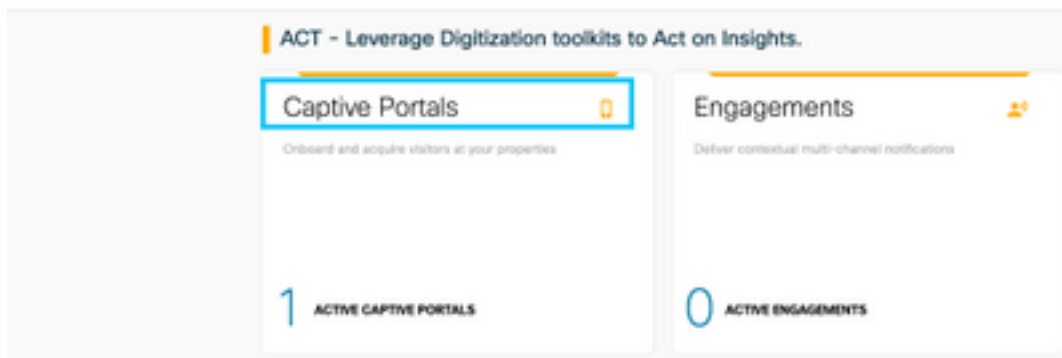 ACT - Leverage Digitization toolkits to Act on Insights.
Captive Portals
Onboard and acquire visitors at your properties
1 ACTIVE CAPTIVE PORTALS
Engagements
Deliver contextual multi-channel notifications
0 ACTIVE ENGAGEMENTS